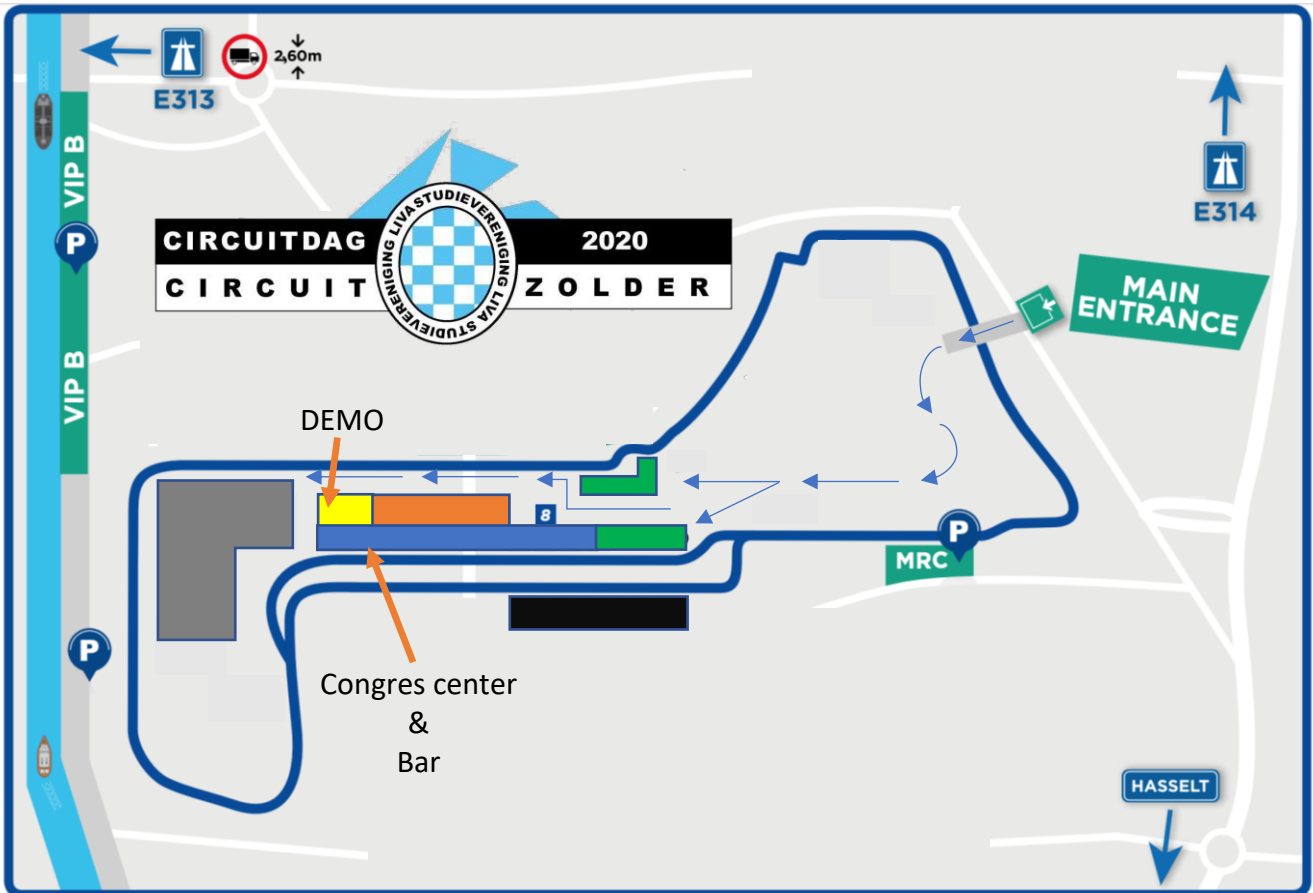 2,60m
E313
VIP B
P
VIP B
P
CIRCUITDAG 2020
CIRCUIT ZOLDER
STUDIEVERENIGING LIVA STUDIEVERENIGING LIVA
E314
MAIN
ENTRANCE
DEMO
8
P
MRC
Congres center
&
Bar
HASSELT